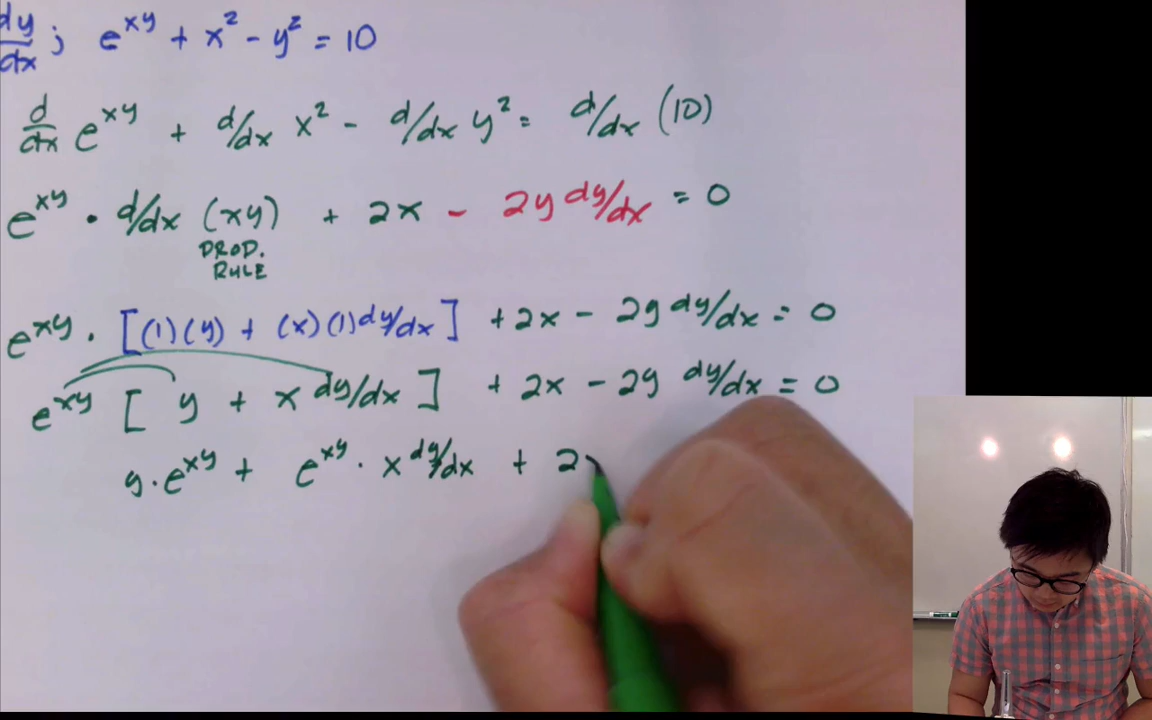 dy/dx ; e^xy + x² - y² = 10
d/dx e^xy + d/dx x² - d/dx y² = d/dx (10)
e^xy · d/dx (xy) + 2x - 2y dy/dx = 0
PROD.
RULE
e^xy · [(1)(y) + (x)(1) dy/dx] + 2x - 2y dy/dx = 0
e^xy [ y + x dy/dx ] + 2x - 2y dy/dx = 0
y · e^xy + e^xy · x dy/dx + 2